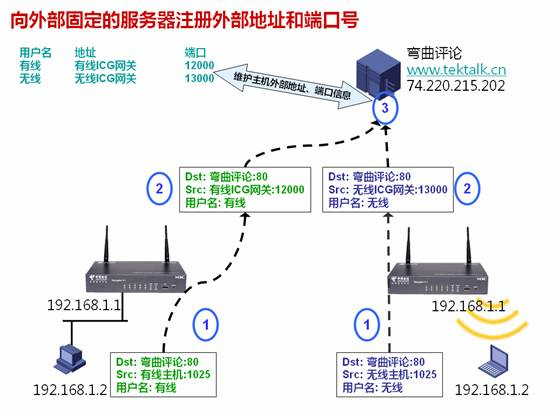 向外部固定的服务器注册外部地址和端口号
用户名 地址 端口
有线 有线ICG网关 12000
无线 无线ICG网关 13000
维护主机外部地址、端口信息
弯曲评论
www.tektalk.cn
74.220.215.202
3
2
Dst: 弯曲评论:80
Src: 有线ICG网关:12000
用户名: 有线
Dst: 弯曲评论:80
Src: 无线ICG网关:13000
用户名: 无线
2
192.168.1.1
192.168.1.1
1
1
192.168.1.2
Dst: 弯曲评论:80
Src: 有线主机:1025
用户名: 有线
Dst: 弯曲评论:80
Src: 无线主机:1025
用户名: 无线
192.168.1.2